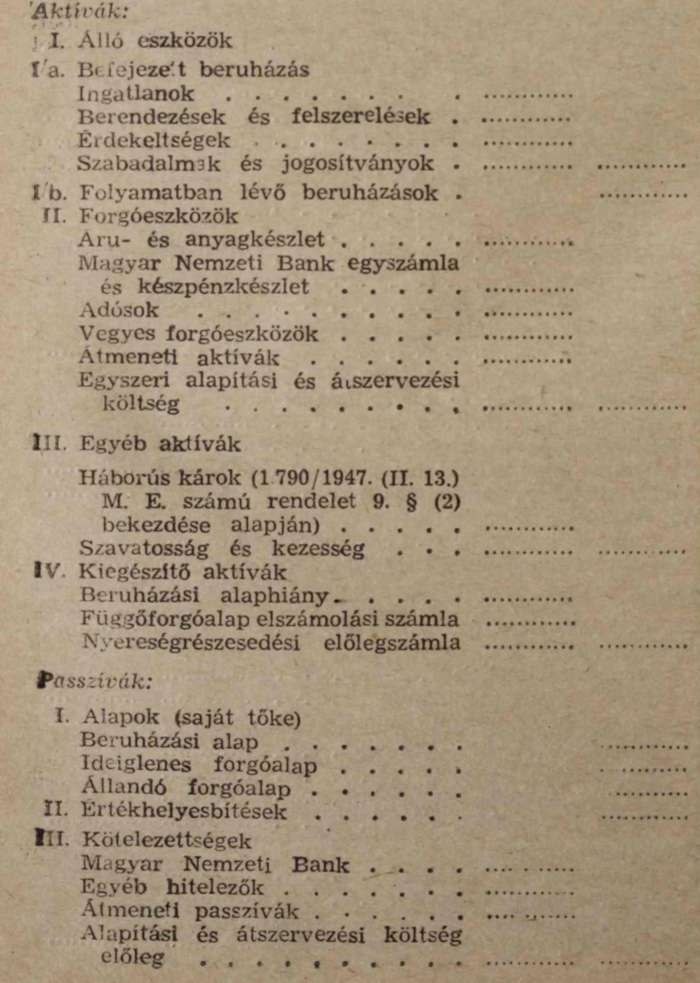 Aktívák:
I. Álló eszközök
I/a. Befejezett beruházás
Ingatlanok . . . . . . . . ............
Berendezések és felszerelések . ............
Érdekeltségek . . . . . . . ............
Szabadalmak és jogosítványok . ............ ............
I/b. Folyamatban lévő beruházások . ............
II. Forgóeszközök
Áru- és anyagkészlet . . . . . ............
Magyar Nemzeti Bank egyszámla
és készpénzkészlet . . . . . ............
Adósok . . . . . . . . . . ............
Vegyes forgóeszközök . . . . . ............
Átmeneti aktívák . . . . . . ............
Egyszeri alapítási és átszervezési
költség . . . . . . . . . ............ ............
III. Egyéb aktívák
Háborús károk (1.790/1947. (II. 13.)
M. E. számú rendelet 9. § (2)
bekezdése alapján) . . . . . ............
Szavatosság és kezesség . . . ............ ............
IV. Kiegészítő aktívák
Beruházási alaphiány . . . . . ............
Függőforgóalap elszámolási számla ............
Nyereségrészesedési előlegszámla ............ ............
Passzívák:
I. Alapok (saját tőke)
Beruházási alap . . . . . . . ............
Ideiglenes forgóalap . . . . . ............
Állandó forgóalap . . . . . . ............
II. Értékhelyesbítések . . . . . . ............
III. Kötelezettségek
Magyar Nemzeti Bank . . . . ............
Egyéb hitelezők . . . . . . . ............
Átmeneti passzívák . . . . . . ............
Alapítási és átszervezési költség
előleg . . . . . . . . . . ............ ............